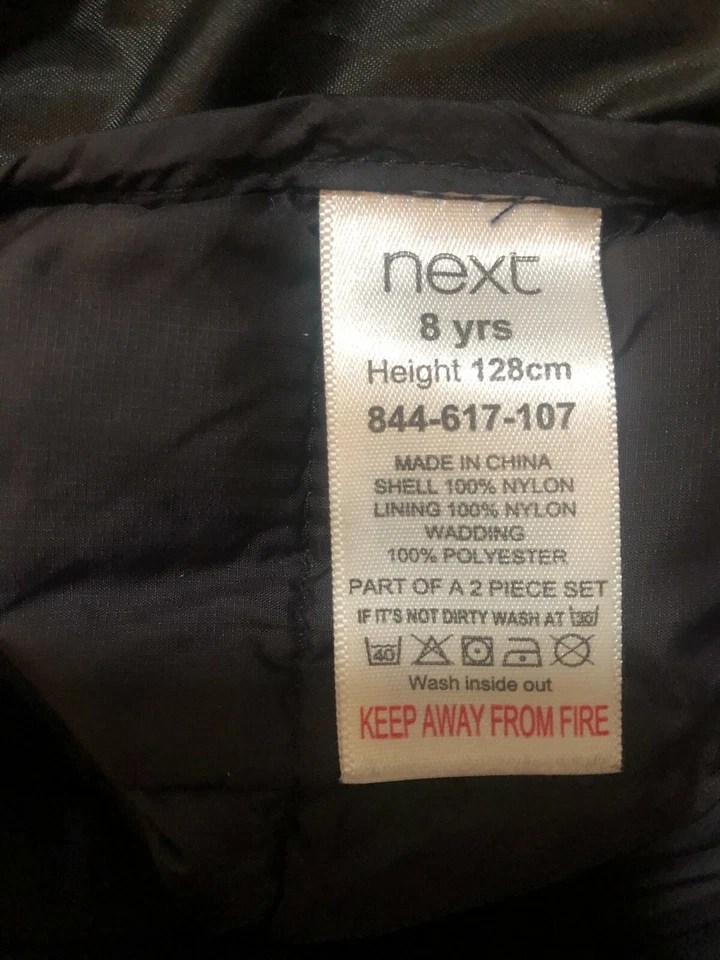 next
8 yrs
Height 128cm
844-617-107
MADE IN CHINA
SHELL 100% NYLON
LINING 100% NYLON
WADDING
100% POLYESTER
PART OF A 2 PIECE SET
IF IT'S NOT DIRTY WASH AT 30
40
Wash inside out
KEEP AWAY FROM FIRE